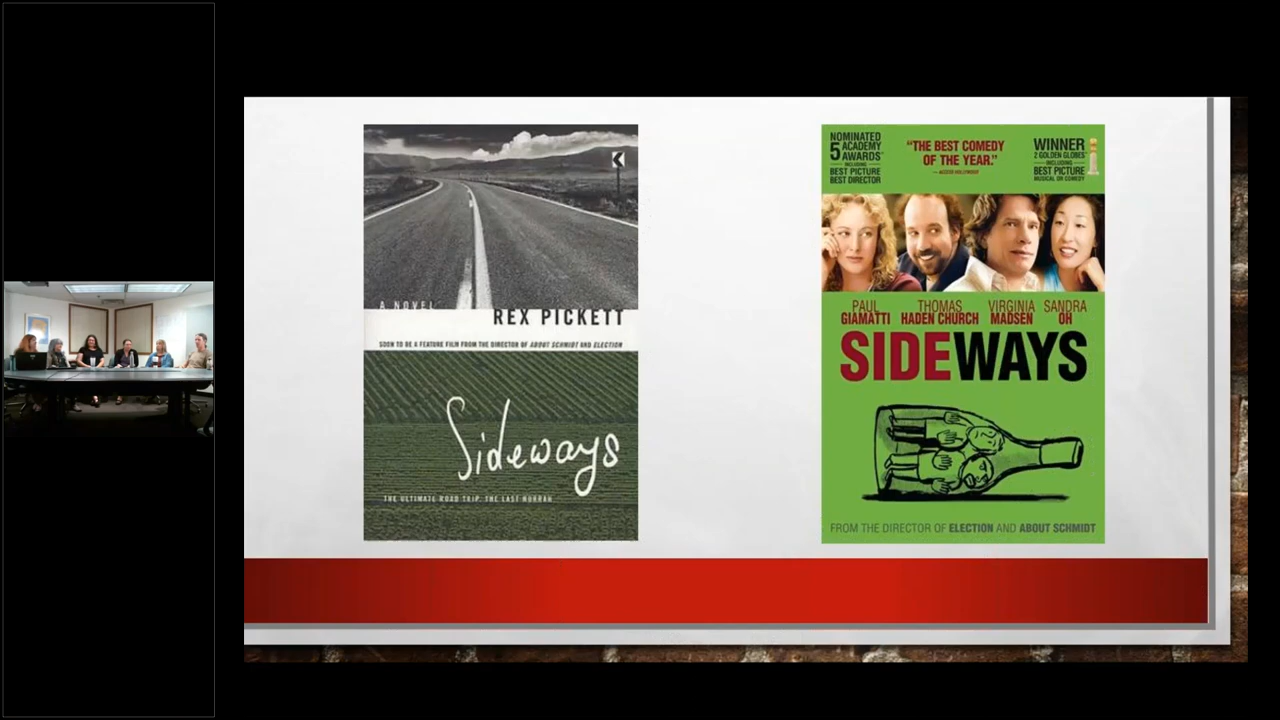 A NOVEL
REX PICKETT
SOON TO BE A FEATURE FILM FROM THE DIRECTOR OF ABOUT SCHMIDT AND ELECTION
Sideways
THE ULTIMATE ROAD TRIP. THE LAST HURRAH
NOMINATED
5 ACADEMY
AWARDS
INCLUDING
BEST PICTURE
BEST DIRECTOR
"THE BEST COMEDY
OF THE YEAR."
— ACCESS HOLLYWOOD
WINNER
2 GOLDEN GLOBES
INCLUDING
BEST PICTURE
MUSICAL OR COMEDY
PAUL GIAMATTI
THOMAS HADEN CHURCH
VIRGINIA MADSEN
SANDRA OH
SIDEWAYS
FROM THE DIRECTOR OF ELECTION AND ABOUT SCHMIDT